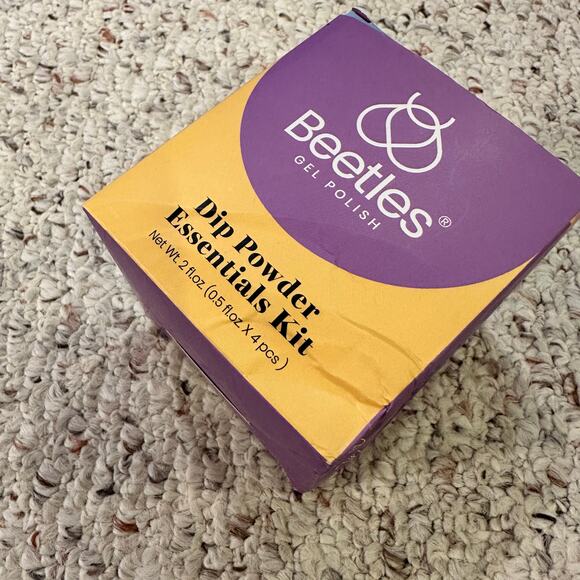 Beetles®
GEL POLISH
Dip Powder
Essentials Kit
Net Wt. 2 fl.oz (0.5 fl.oz X 4 pcs)